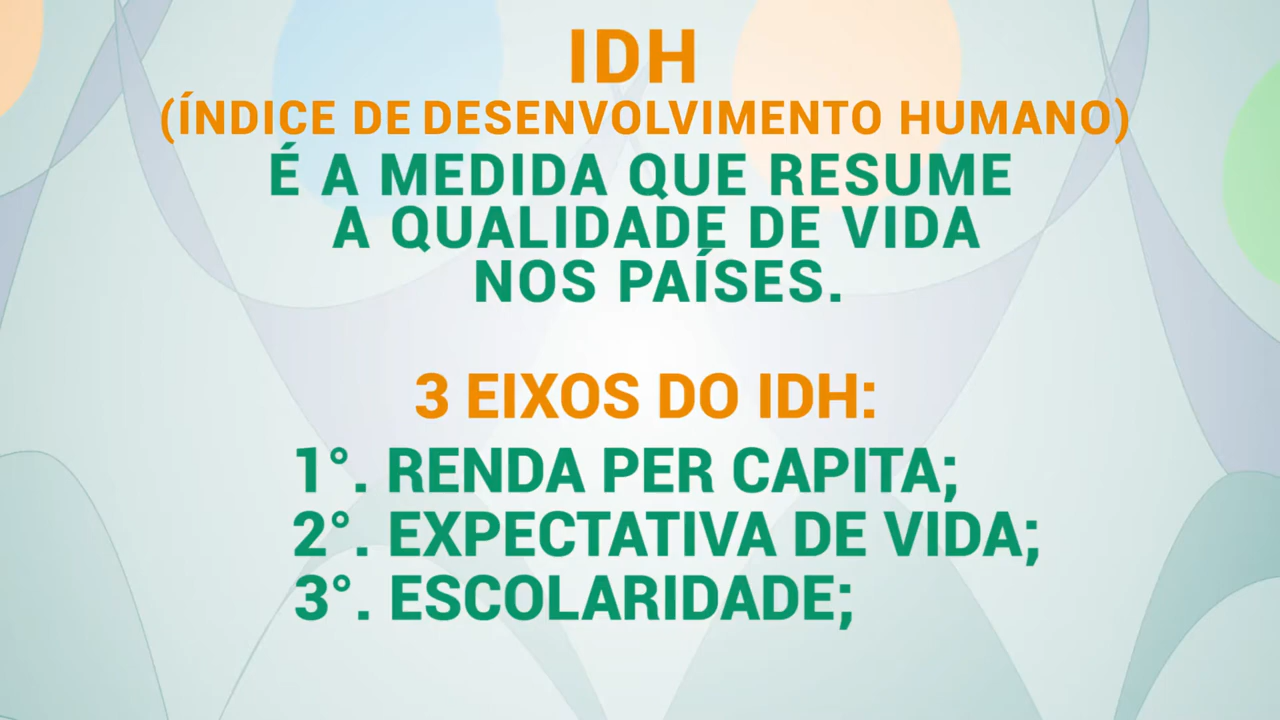 IDH
(ÍNDICE DE DESENVOLVIMENTO HUMANO)
É A MEDIDA QUE RESUME
A QUALIDADE DE VIDA
NOS PAÍSES.
3 EIXOS DO IDH:
1°. RENDA PER CAPITA;
2°. EXPECTATIVA DE VIDA;
3°. ESCOLARIDADE;